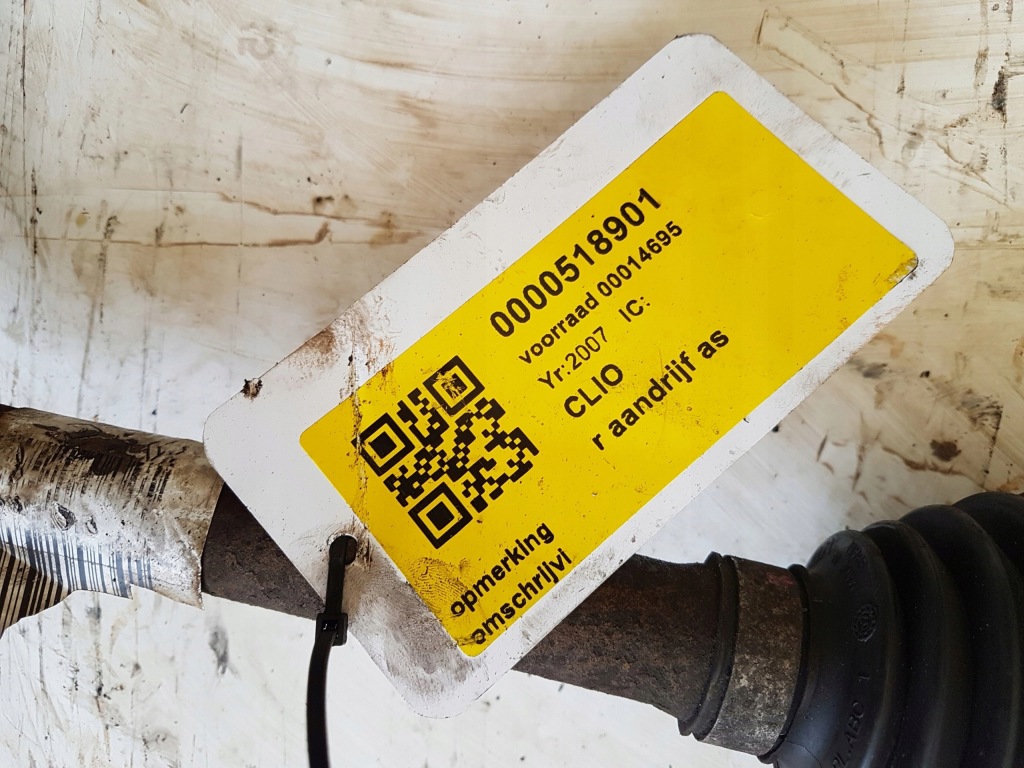 0000518901
voorraad 00014695
Yr.:2007 IC:
CLIO
r aandrijf as
opmerking
omschrijvi